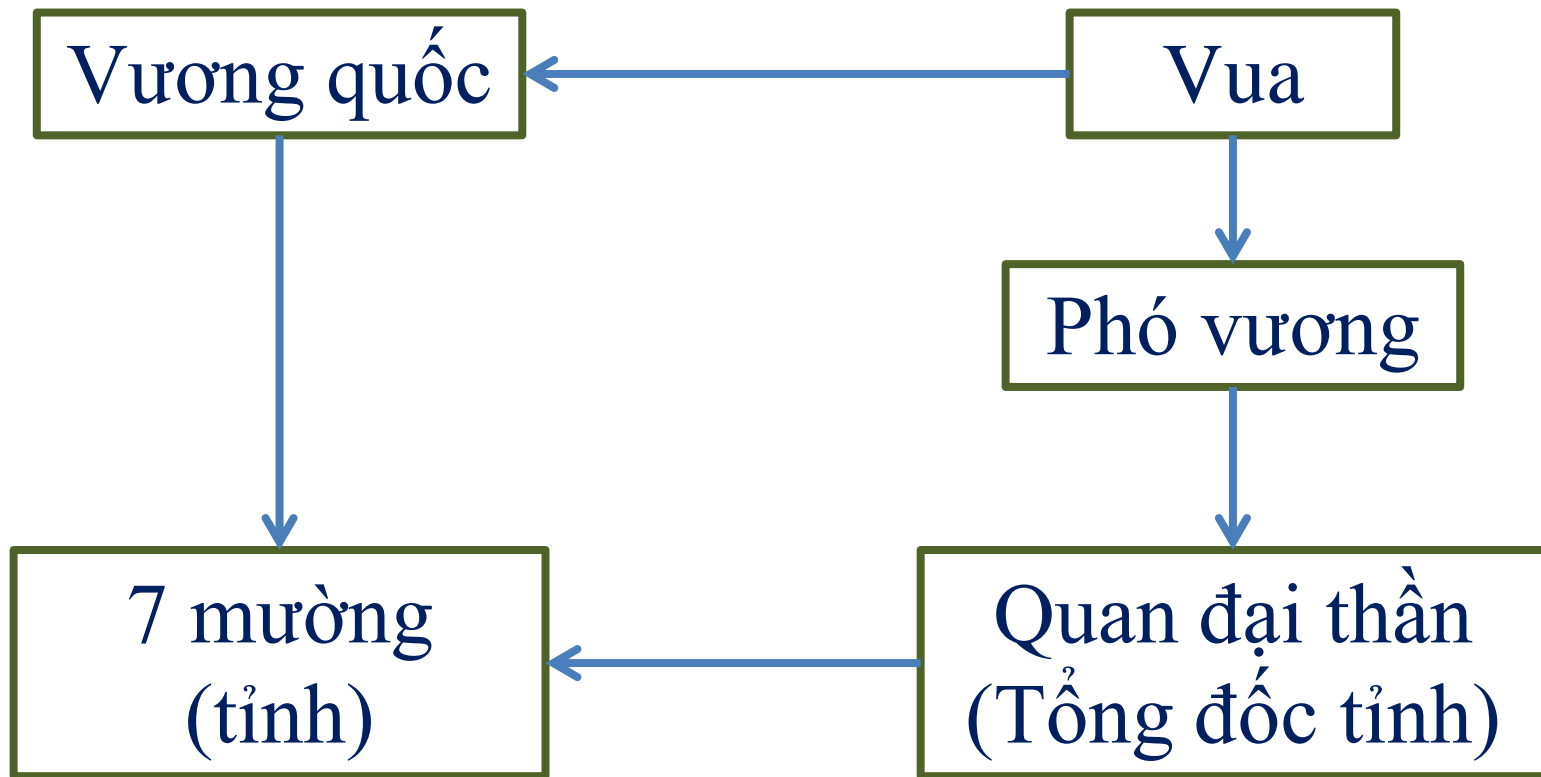 Vương quốc
Vua
Phó vương
7 mường
(tỉnh)
Quan đại thần
(Tổng đốc tỉnh)